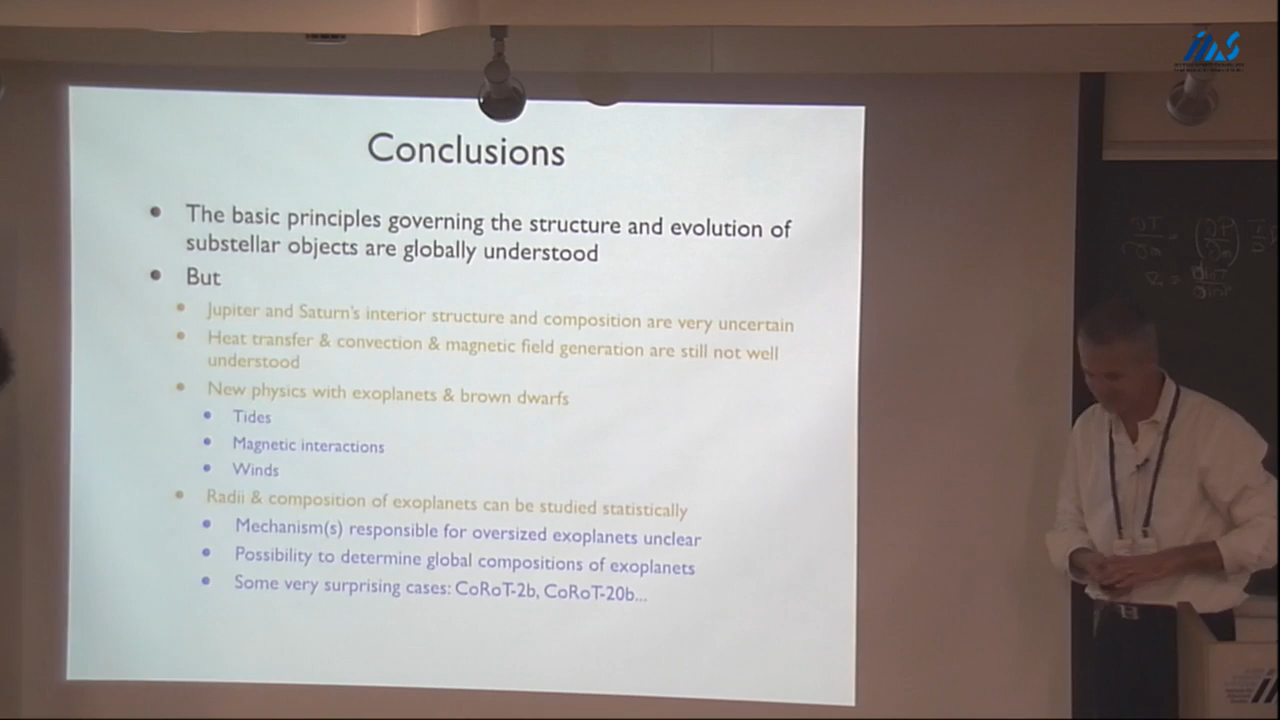 Conclusions
• The basic principles governing the structure and evolution of
substellar objects are globally understood
• But
• Jupiter and Saturn's interior structure and composition are very uncertain
• Heat transfer & convection & magnetic field generation are still not well
understood
• New physics with exoplanets & brown dwarfs
• Tides
• Magnetic interactions
• Winds
• Radii & composition of exoplanets can be studied statistically
• Mechanism(s) responsible for oversized exoplanets unclear
• Possibility to determine global compositions of exoplanets
• Some very surprising cases: CoRoT-2b, CoRoT-20b...